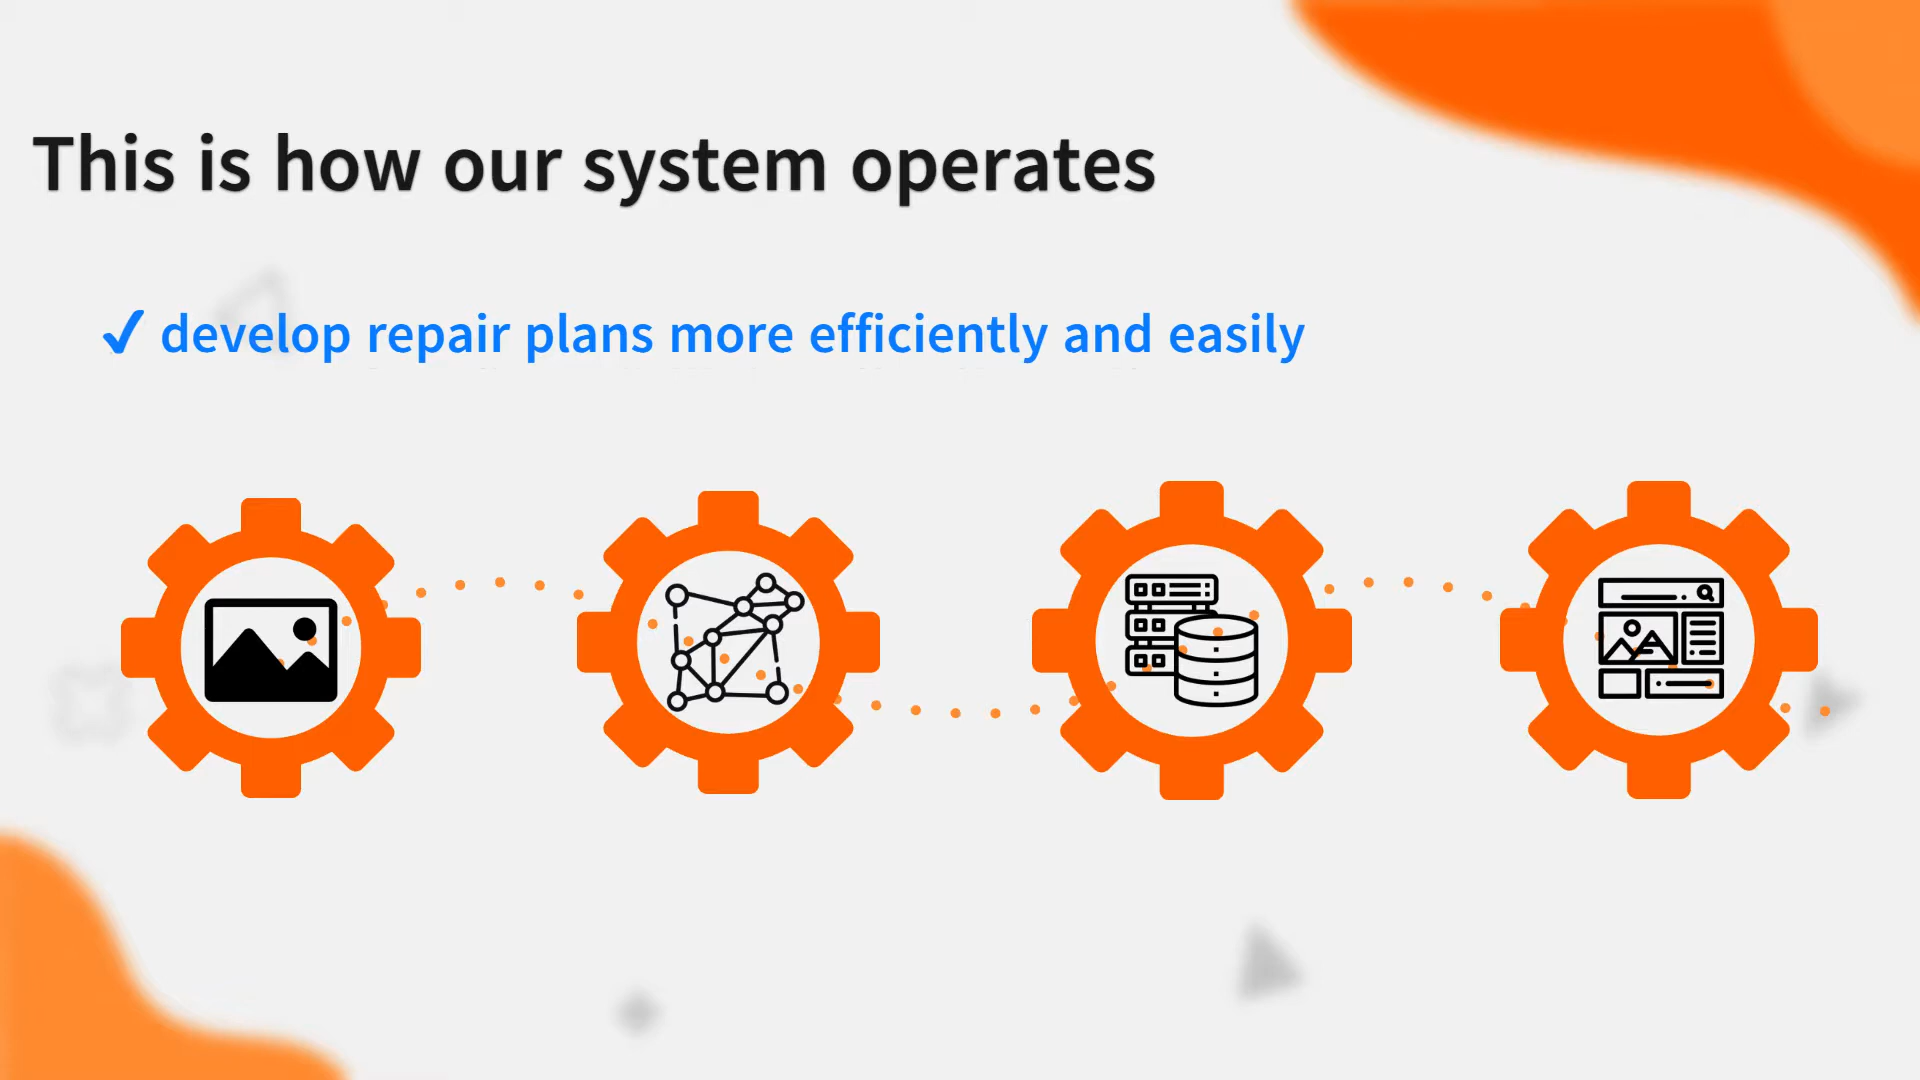 This is how our system operates
✔ develop repair plans more efficiently and easily